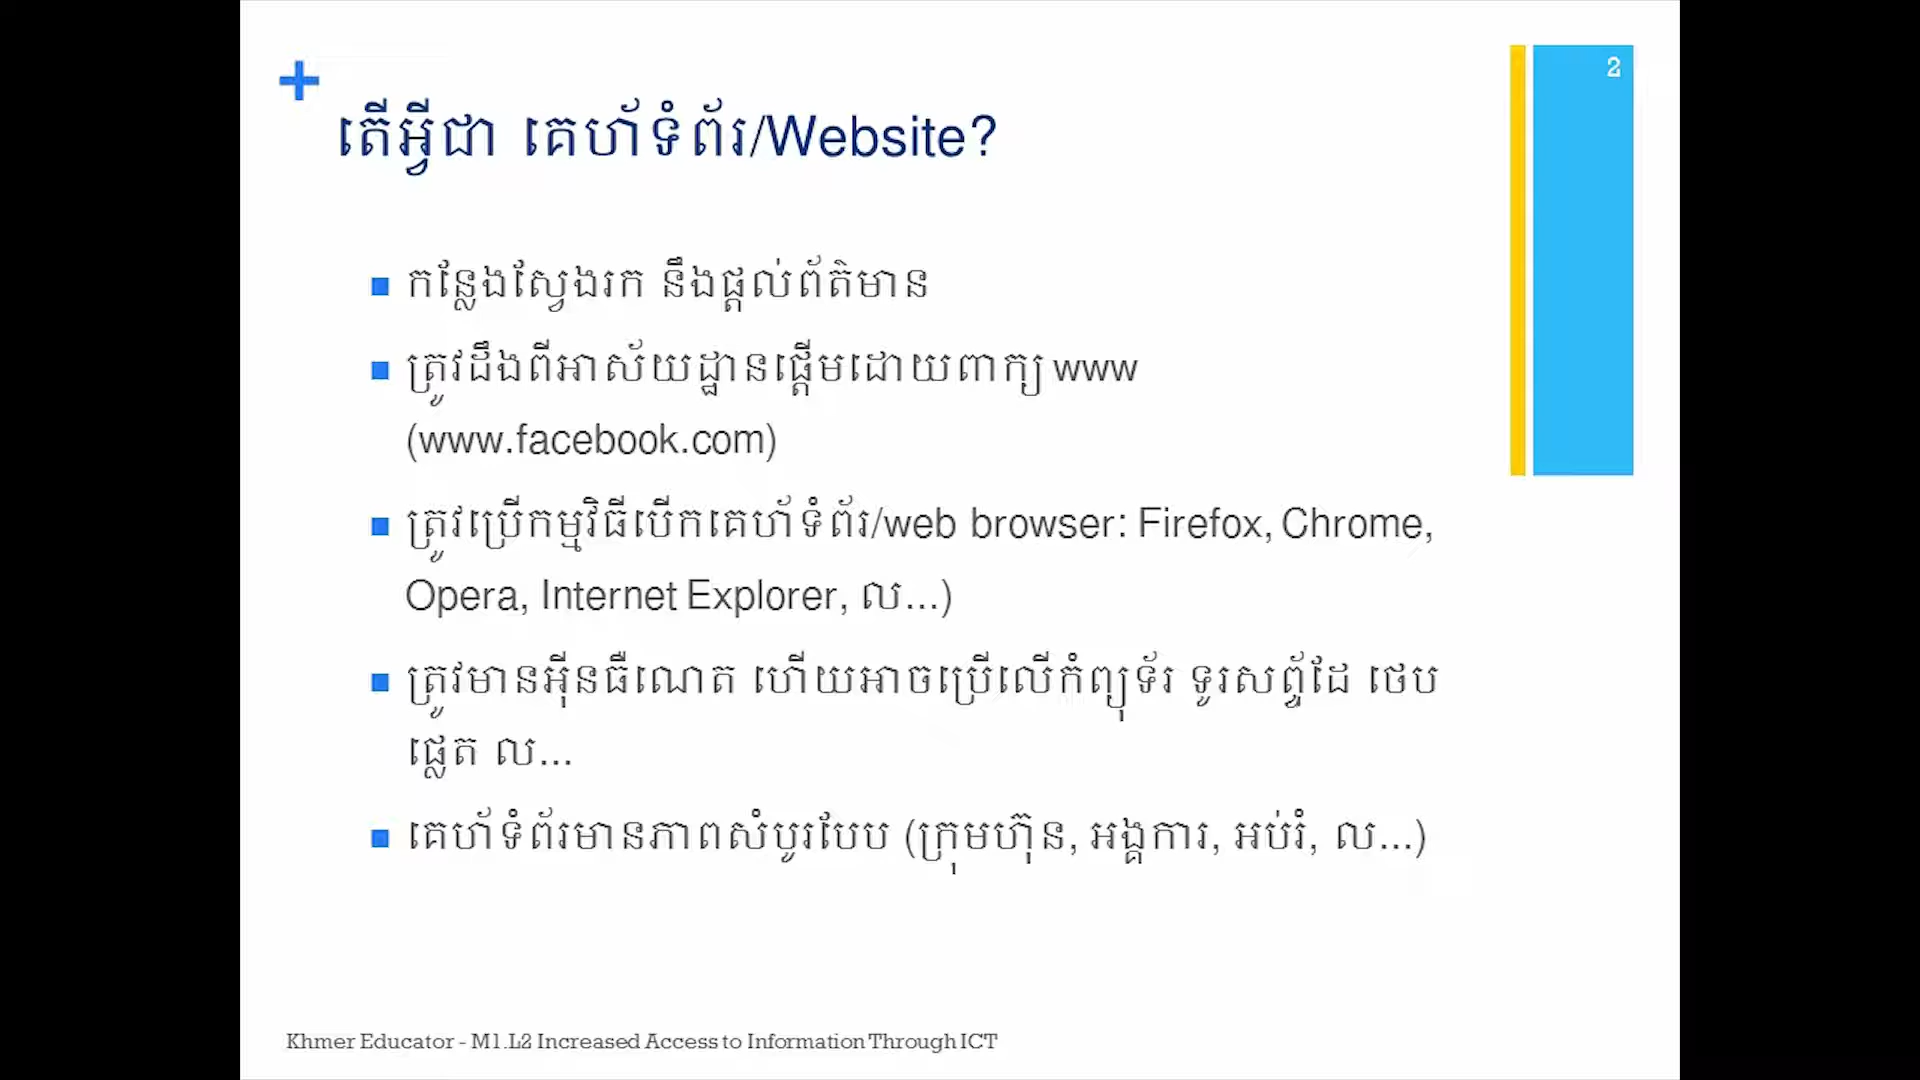 2
តើអ្វីជា គេហ័ទំព័រ/Website?
កន្លែងស្វែងរក នឹងផ្តល់ព័ត៌មាន
ត្រូវដឹងពីអាស័យដ្ឋានផ្តើមដោយពាក្យ www
(www.facebook.com)
ត្រូវប្រើកម្មវិធីបើកគេហ័ទំព័រ/web browser: Firefox, Chrome,
Opera, Internet Explorer, ល...)
ត្រូវមានអ៊ីនធឺណេត ហើយអាចប្រើលើកំព្យុទ័រ ទូរសព្ទ័ដៃ ថេប
ផ្លេត ល...
គេហ័ទំព័រមានភាពសំបូរបែប (ក្រុមហ៊ុន, អង្គការ, អប់រំ, ល...)
Khmer Educator - M1.L2 Increased Access to Information Through ICT